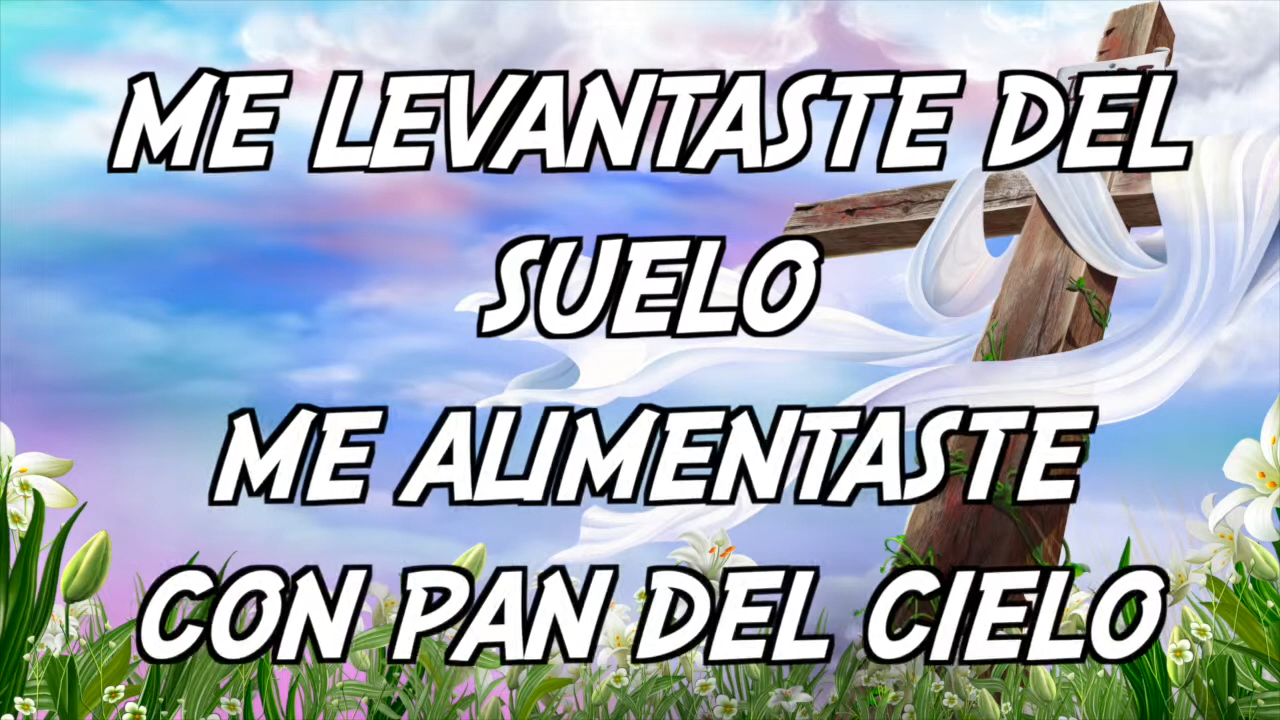 ME LEVANTASTE DEL
SUELO
ME ALIMENTASTE
CON PAN DEL CIELO